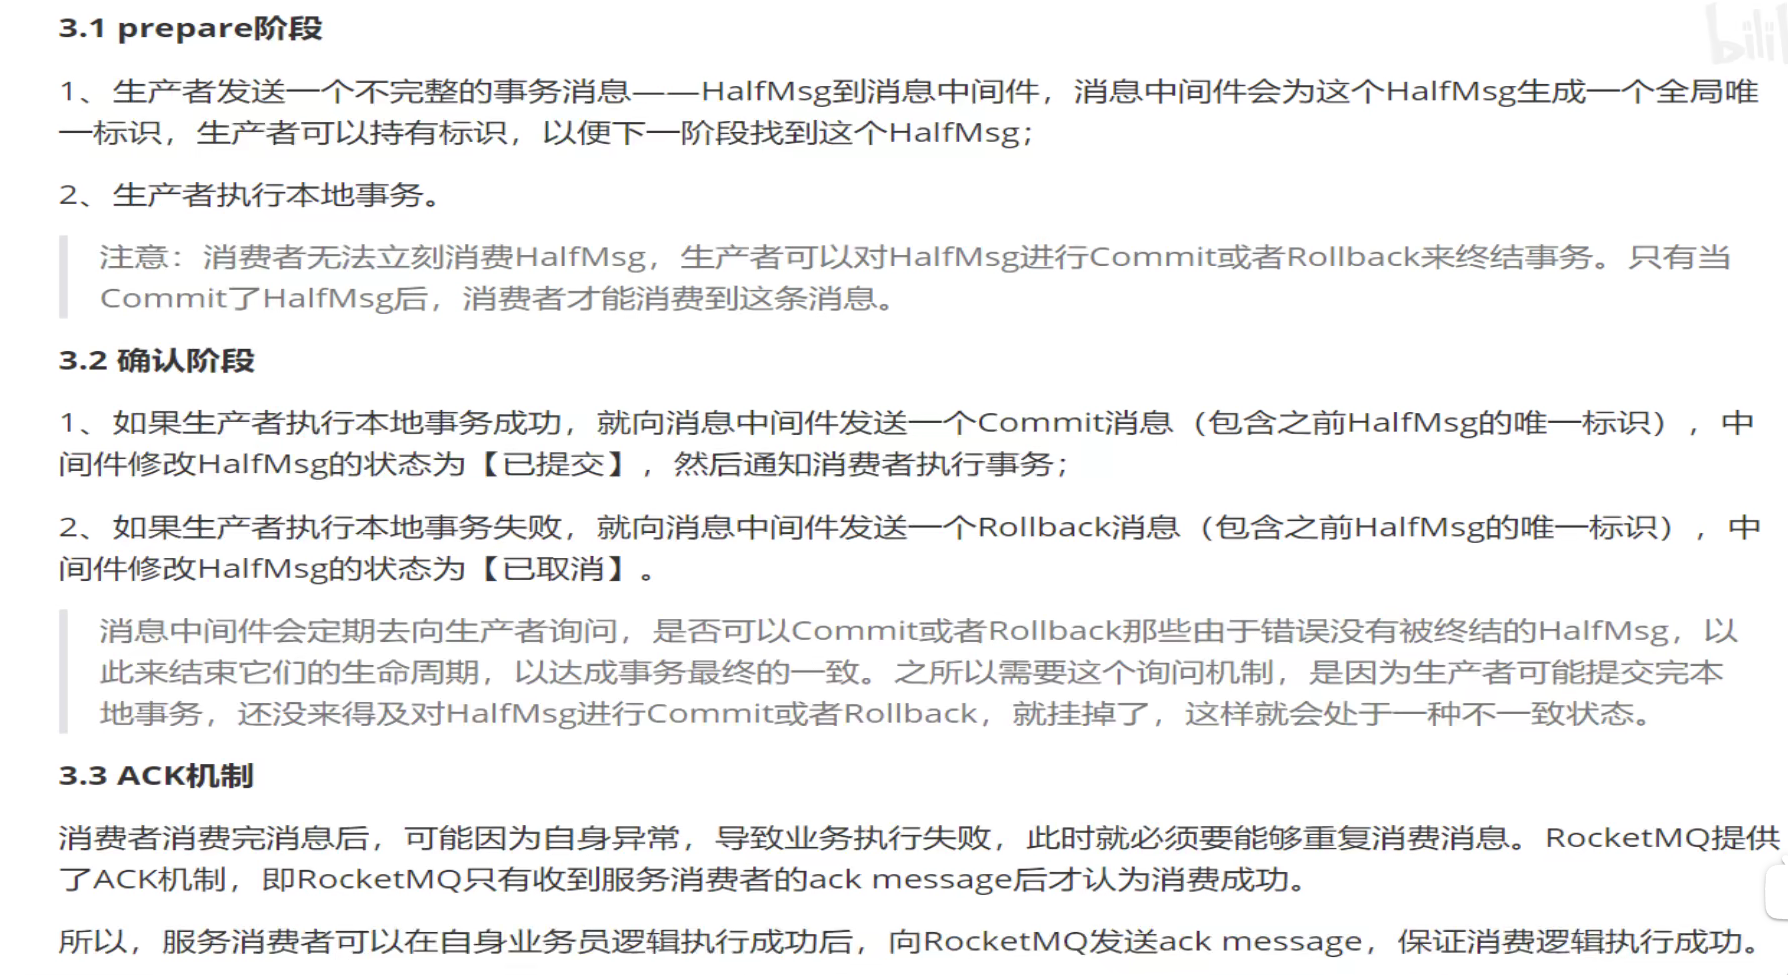 3.1 prepare阶段
1、生产者发送一个不完整的事务消息——HalfMsg到消息中间件，消息中间件会为这个HalfMsg生成一个全局唯
一标识，生产者可以持有标识，以便下一阶段找到这个HalfMsg；
2、生产者执行本地事务。
注意：消费者无法立刻消费HalfMsg，生产者可以对HalfMsg进行Commit或者Rollback来终结事务。只有当
Commit了HalfMsg后，消费者才能消费到这条消息。
3.2 确认阶段
1、如果生产者执行本地事务成功，就向消息中间件发送一个Commit消息（包含之前HalfMsg的唯一标识），中
间件修改HalfMsg的状态为【已提交】，然后通知消费者执行事务；
2、如果生产者执行本地事务失败，就向消息中间件发送一个Rollback消息（包含之前HalfMsg的唯一标识），中
间件修改HalfMsg的状态为【已取消】。
消息中间件会定期去向生产者询问，是否可以Commit或者Rollback那些由于错误没有被终结的HalfMsg，以
此来结束它们的生命周期，以达成事务最终的一致。之所以需要这个询问机制，是因为生产者可能提交完本
地事务，还没来得及对HalfMsg进行Commit或者Rollback，就挂掉了，这样就会处于一种不一致状态。
3.3 ACK机制
消费者消费完消息后，可能因为自身异常，导致业务执行失败，此时就必须要能够重复消费消息。RocketMQ提供
了ACK机制，即RocketMQ只有收到服务消费者的ack message后才认为消费成功。
所以，服务消费者可以在自身业务员逻辑执行成功后，向RocketMQ发送ack message，保证消费逻辑执行成功。